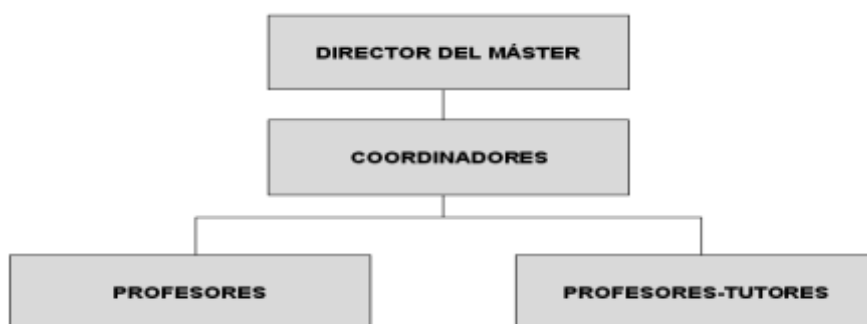 DIRECTOR DEL MÁSTER
COORDINADORES
PROFESORES
PROFESORES-TUTORES